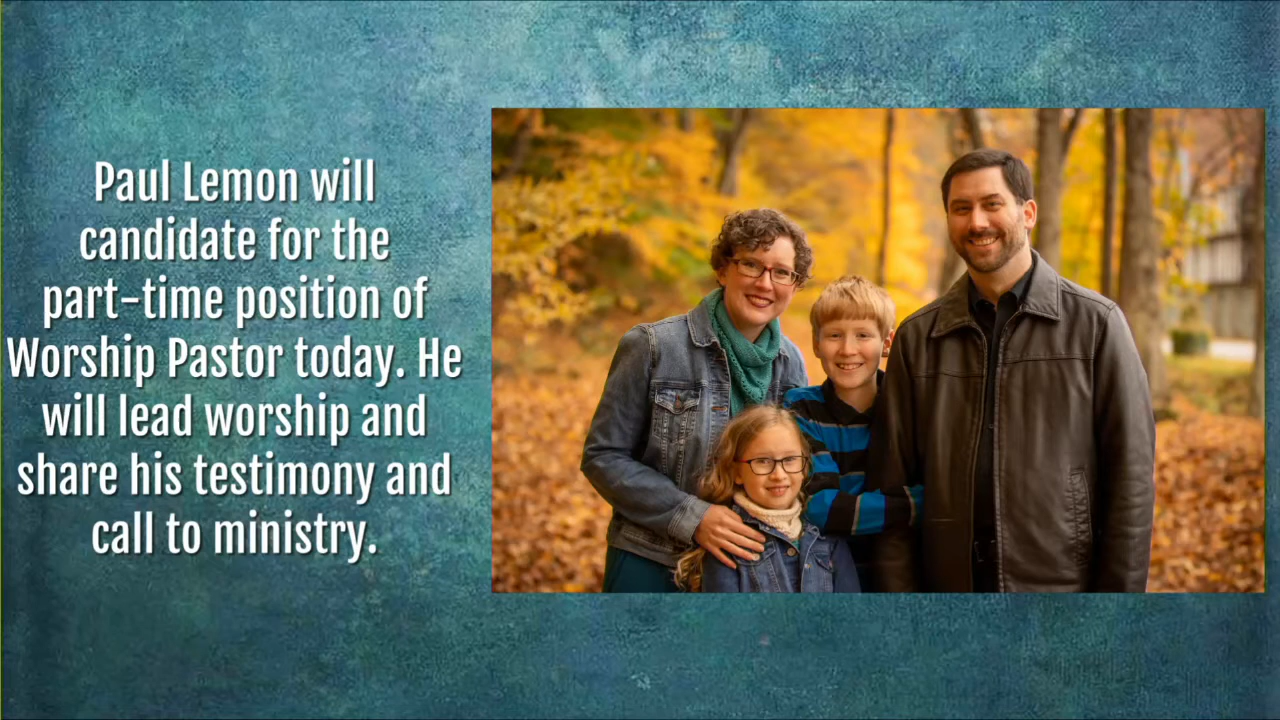 Paul Lemon will
candidate for the
part-time position of
Worship Pastor today. He
will lead worship and
share his testimony and
call to ministry.